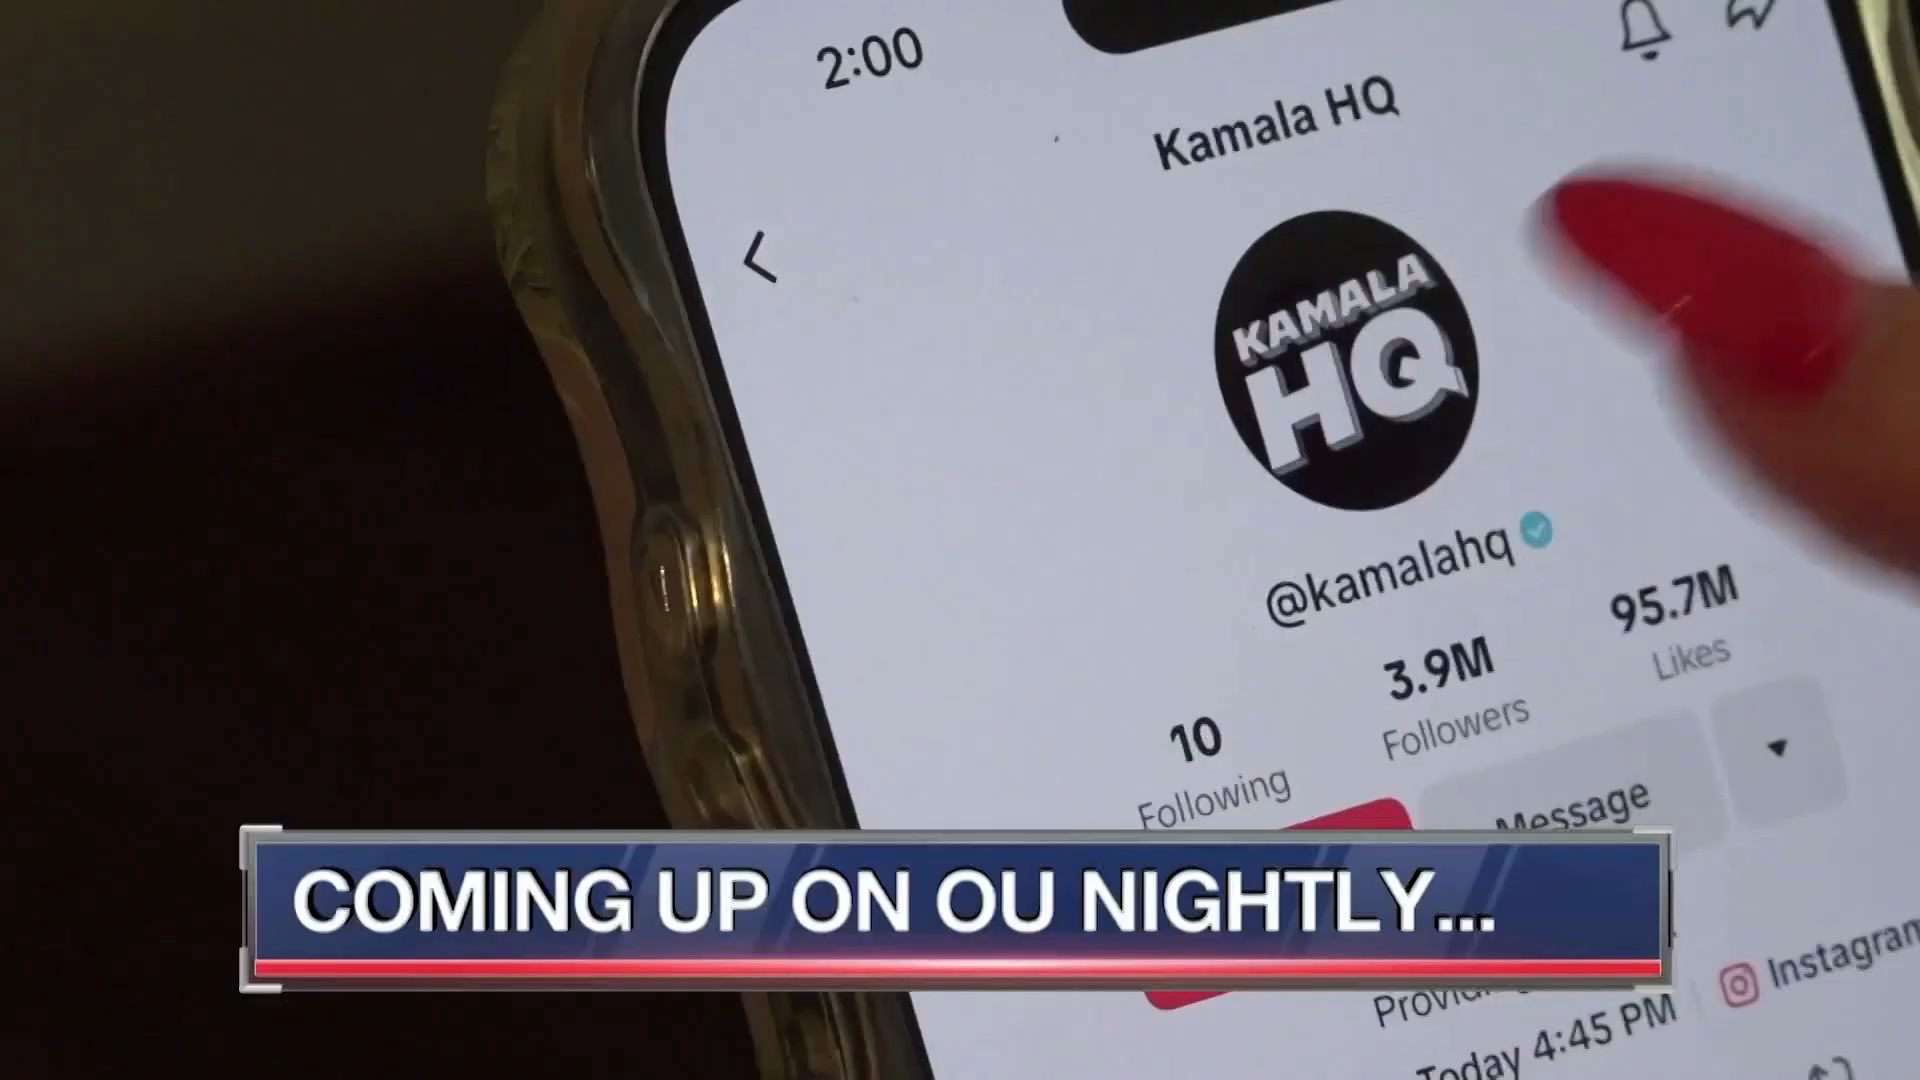 2:00
Kamala HQ
KAMALA
HQ
@kamalahq
10
Following
3.9M
Followers
95.7M
Likes
Message
COMING UP ON OU NIGHTLY...
Today 4:45 PM
Instagram